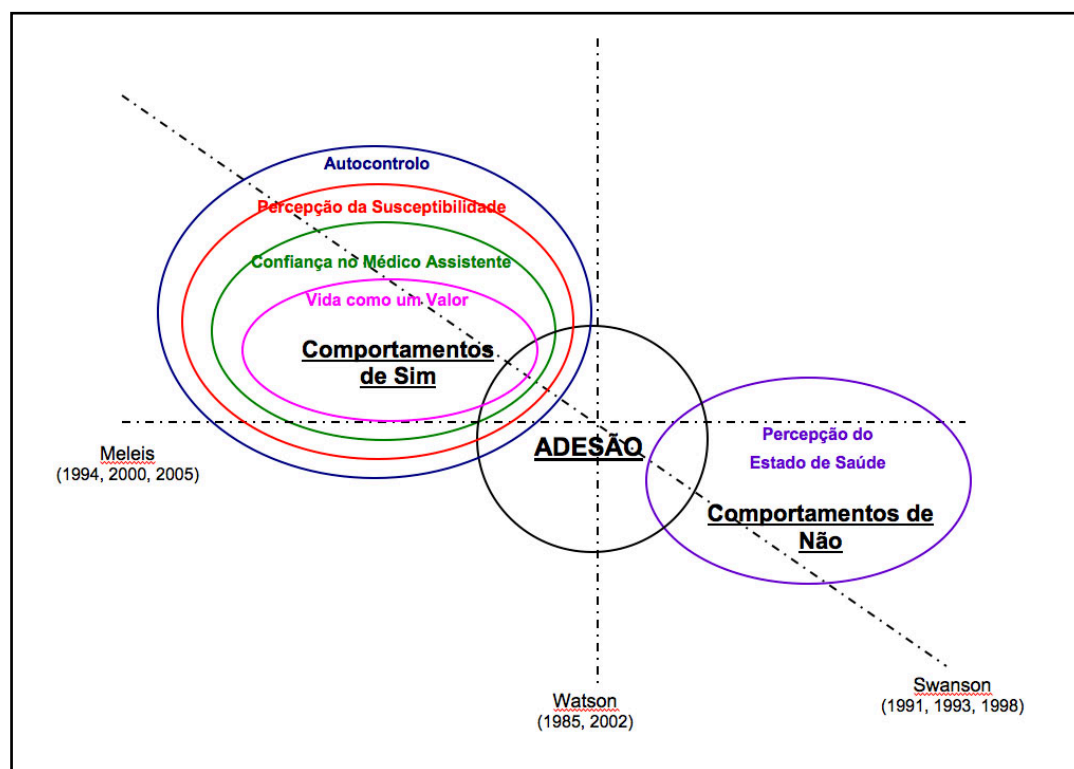 Autocontrolo
Percepção da Susceptibilidade
Confiança no Médico Assistente
Vida como um Valor
Comportamentos
de Sim
ADESÃO
Percepção do
Estado de Saúde
Comportamentos de
Não
Meleis
(1994, 2000, 2005)
Watson
(1985, 2002)
Swanson
(1991, 1993, 1998)